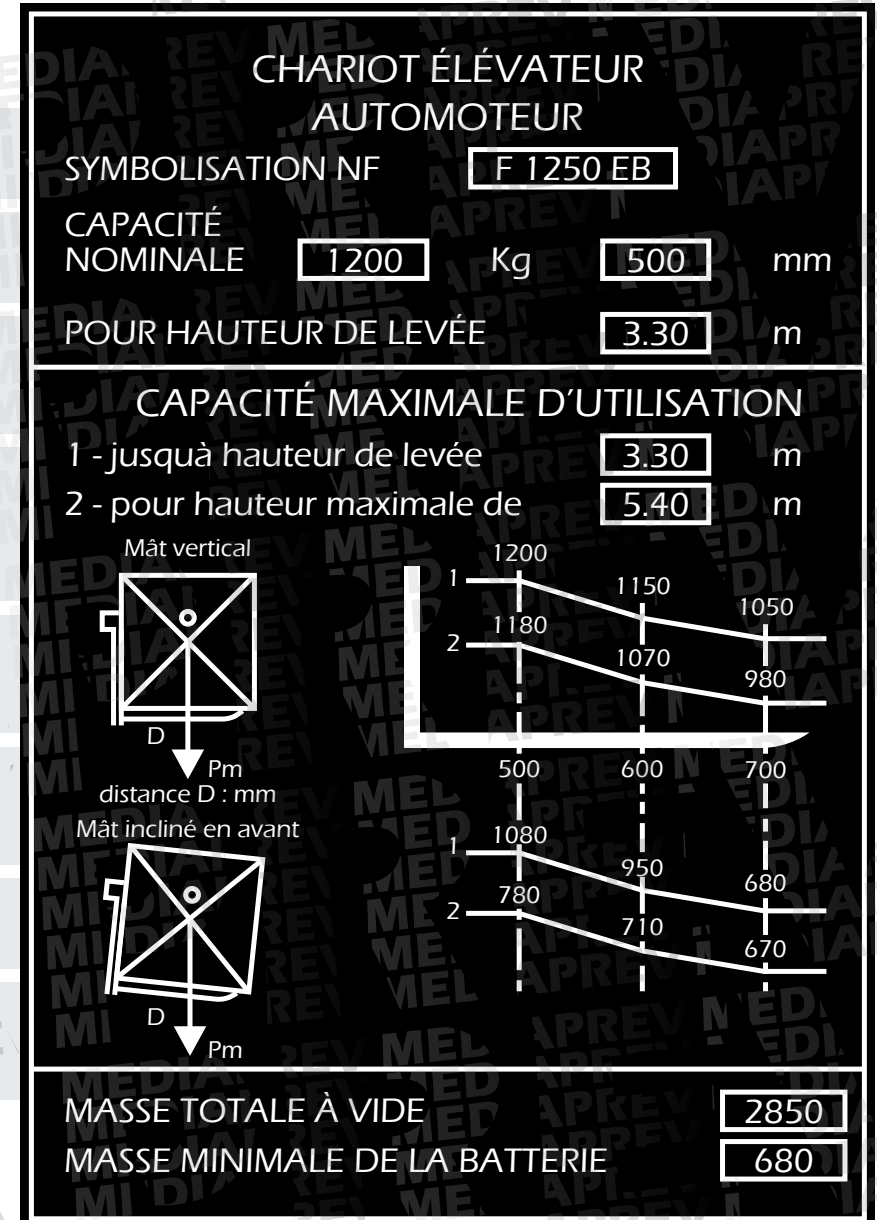 CHARIOT ÉLÉVATEUR
AUTOMOTEUR
SYMBOLISATION NF F 1250 EB
CAPACITÉ
NOMINALE 1200 Kg 500 mm
POUR HAUTEUR DE LEVÉE 3.30 m
CAPACITÉ MAXIMALE D'UTILISATION
1 - jusquà hauteur de levée 3.30 m
2 - pour hauteur maximale de 5.40 m
Mât vertical
1200
1 1150
1050
2 1180
1070
980
D
Pm
distance D : mm
500 600 700
Mât incliné en avant
1 1080
950
680
2 780
710
670
D
Pm
MASSE TOTALE À VIDE 2850
MASSE MINIMALE DE LA BATTERIE 680